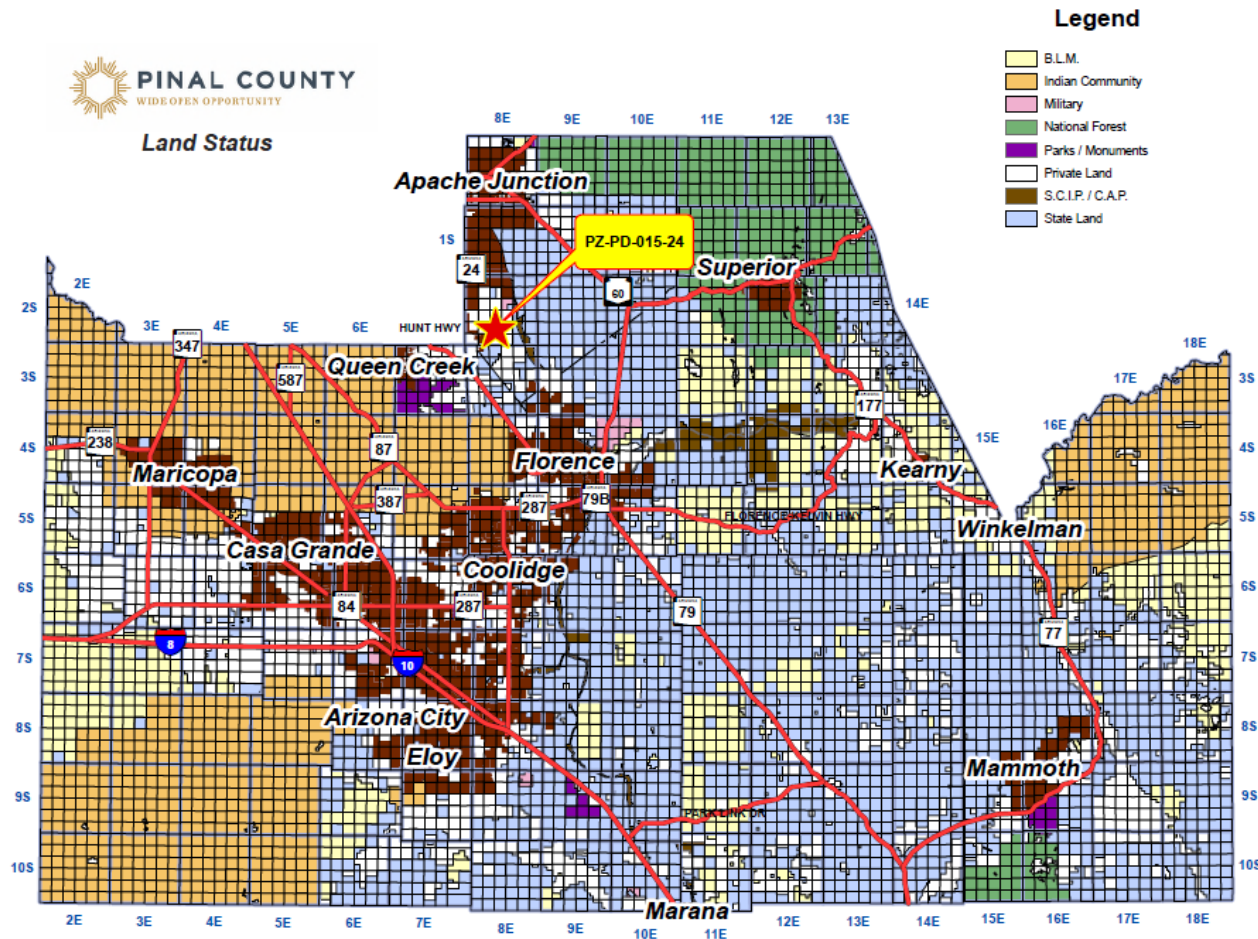 Legend
PINAL COUNTY
WIDE OPEN OPPORTUNITY
Land Status
B.L.M.
Indian Community
Military
National Forest
Parks / Monuments
Private Land
S.C.I.P. / C.A.P.
State Land
8E 9E 10E 11E 12E 13E
Apache Junction
1S
PZ-PD-015-24
24
Superior
60
2E
14E
2S
3E 4E 5E 6E
HUNT HWY
347
18E
Queen Creek
587
17E
3S
3S
177
16E
238
87
4S
15E
4S
Maricopa
Florence
Kearny
387
287
79B
5S
FLORENCE-KELVIN HWY
5S
Winkelman
Casa Grande
Coolidge
6S
84
287
79
6S
77
8
10
7S
7S
Arizona City
8S
8S
Eloy
Mammoth
9S
PARK LINK DR
9S
10S
10S
Marana
2E 3E 4E 5E 6E 7E 8E 9E 10E 11E 12E 13E 14E 15E 16E 17E 18E